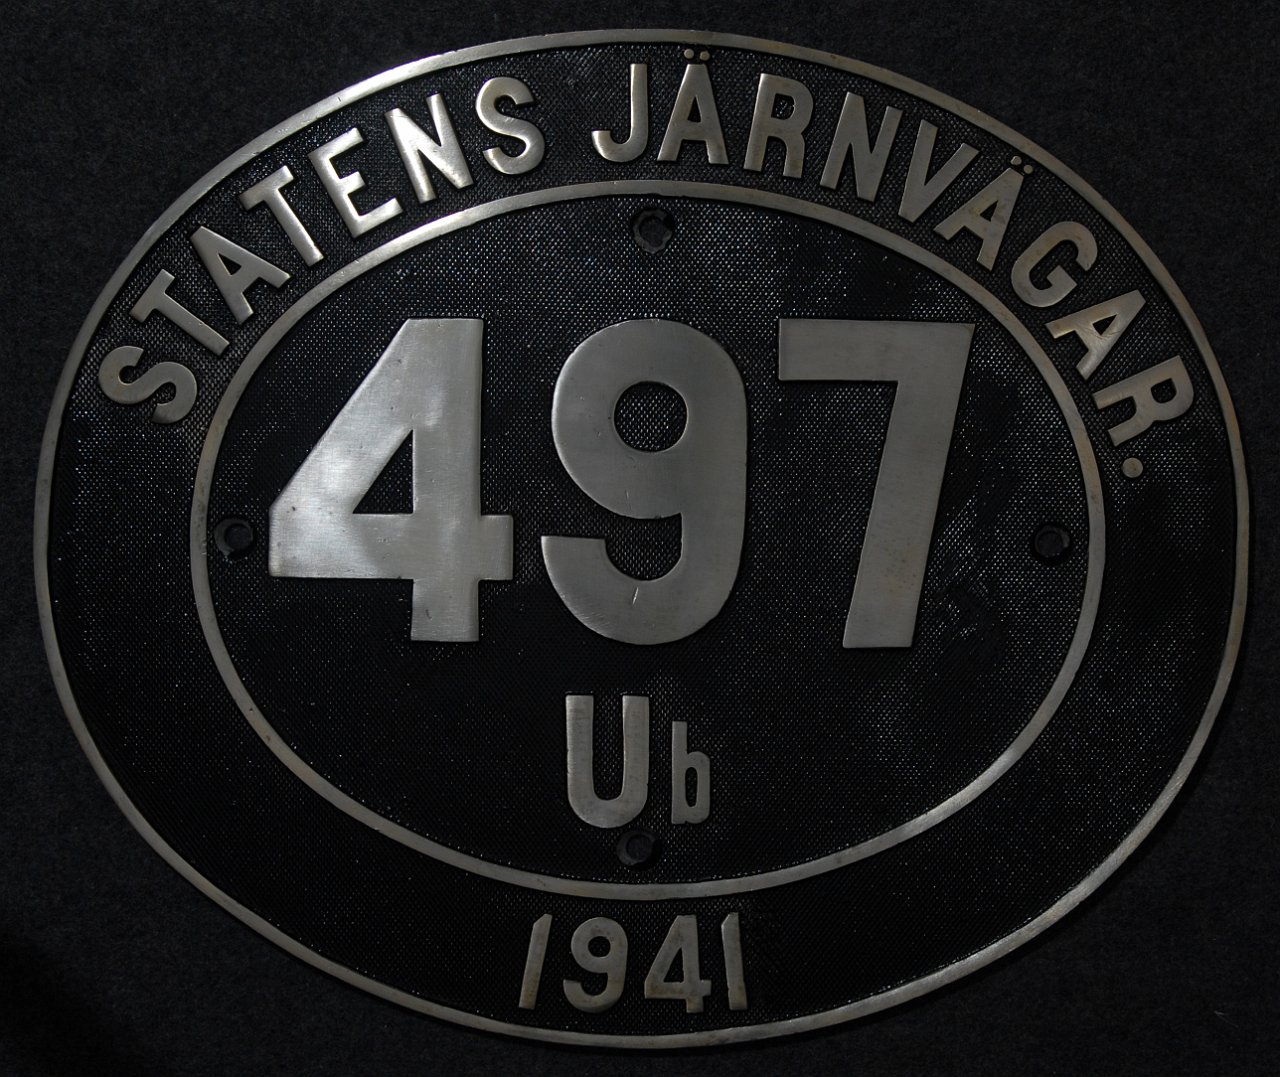 STATENS JÄRNVÄGAR.
497
Ub
1941